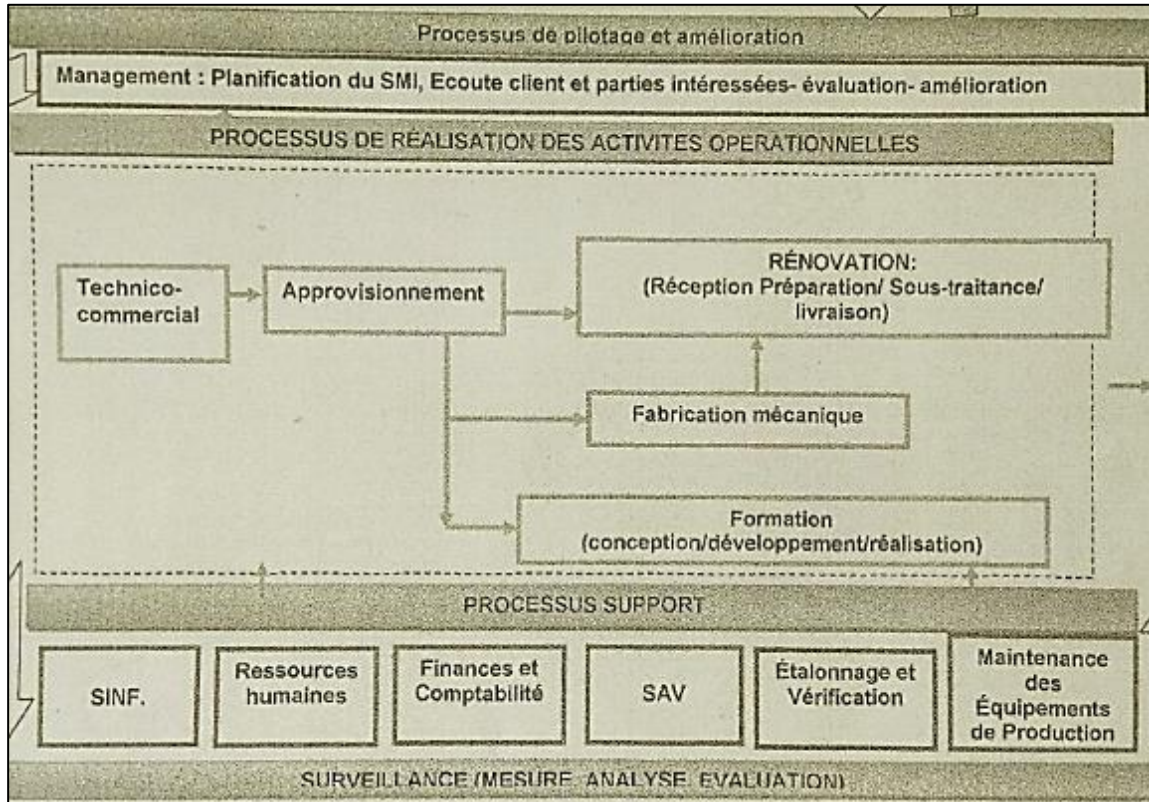 Processus de pilotage et amélioration
Management : Planification du SMI, Ecoute client et parties intéressées- évaluation- amélioration
PROCESSUS DE RÉALISATION DES ACTIVITES OPERATIONNELLES
Technico-
commercial
Approvisionnement
RÉNOVATION:
(Réception Préparation/ Sous-traitance/
livraison)
Fabrication mécanique
Formation
(conception/développement/réalisation)
PROCESSUS SUPPORT
SINF.
Ressources
humaines
Finances et
Comptabilité
SAV
Étalonnage et
Vérification
Maintenance
des
Équipements
de Production
SURVEILLANCE (MESURE, ANALYSE, EVALUATION)